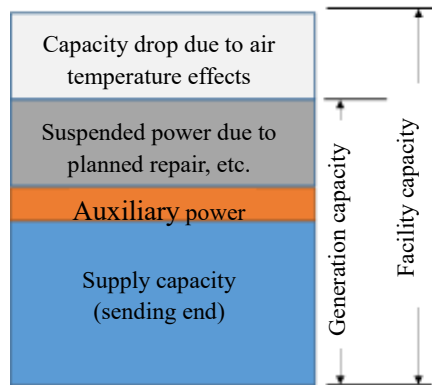 Capacity drop due to air
temperature effects
Suspended power due to
planned repair, etc.
Auxiliary power
Supply capacity
(sending end)
Generation capacity
Facility capacity